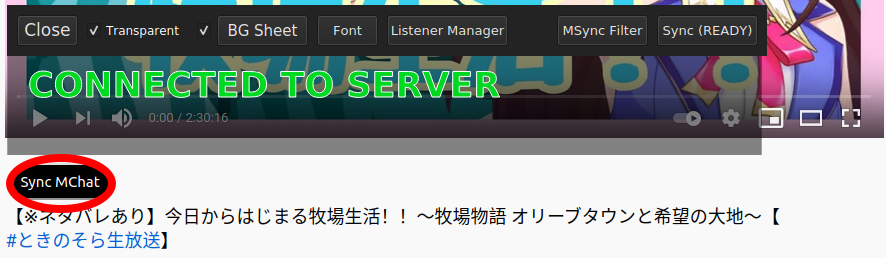 Close Transparent BG Sheet Font Listener Manager MSync Filter Sync (READY)
CONNECTED TO SERVER
0:00 / 2:30:16
Sync MChat
【※ネタバレあり】今日からはじまる牧場生活！！～牧場物語 オリーブタウンと希望の大地～【
#ときのそら生放送】